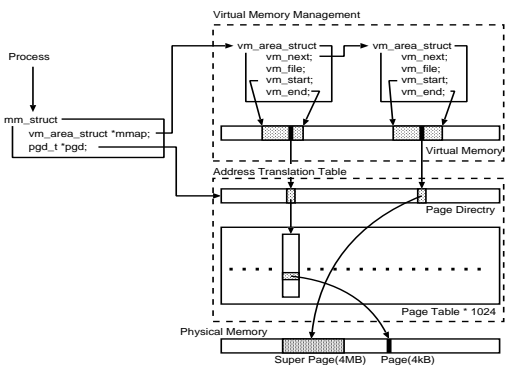 Virtual Memory Management
Process
mm_struct
vm_area_struct *mmap;
pgd_t *pgd;
vm_area_struct
vm_next;
vm_file;
vm_start;
vm_end;
vm_area_struct
vm_next;
vm_file;
vm_start;
vm_end;
Virtual Memory
Address Translation Table
Page Directry
Page Table * 1024
Physical Memory
Super Page(4MB)
Page(4kB)